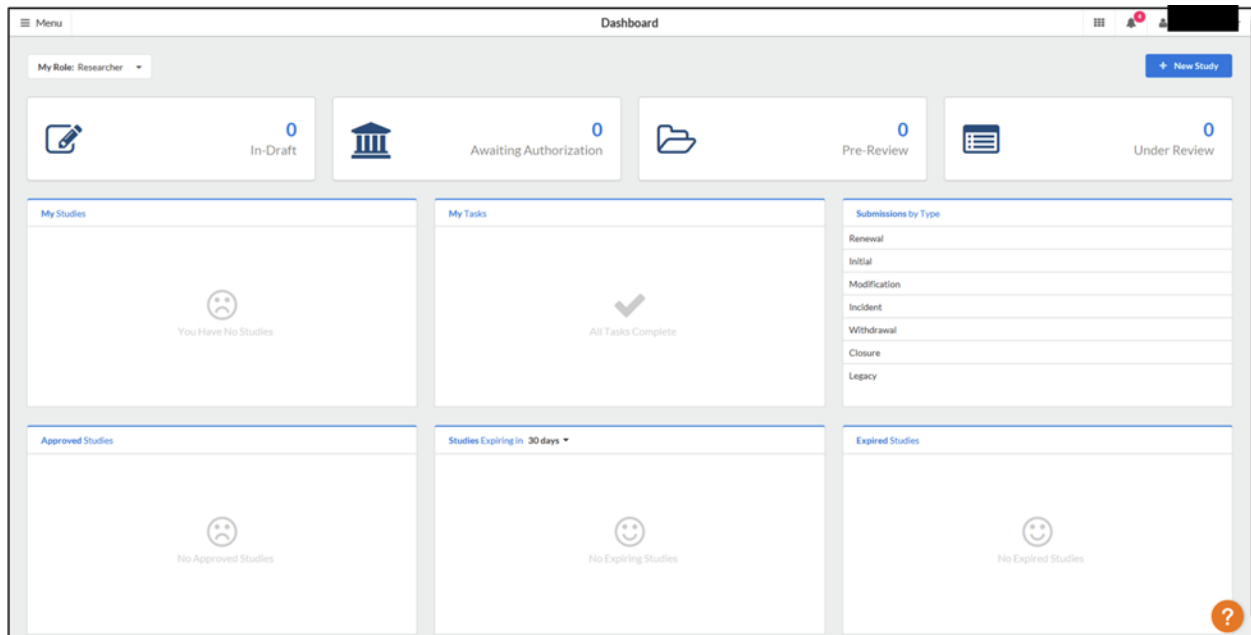 Menu
Dashboard
4
My Role: Researcher
+ New Study
0
In-Draft
0
Awaiting Authorization
0
Pre-Review
0
Under Review
My Studies
You Have No Studies
My Tasks
All Tasks Complete
Submissions by Type
Renewal
Initial
Modification
Incident
Withdrawal
Closure
Legacy
Approved Studies
No Approved Studies
Studies Expiring in 30 days
No Expiring Studies
Expired Studies
No Expired Studies
?